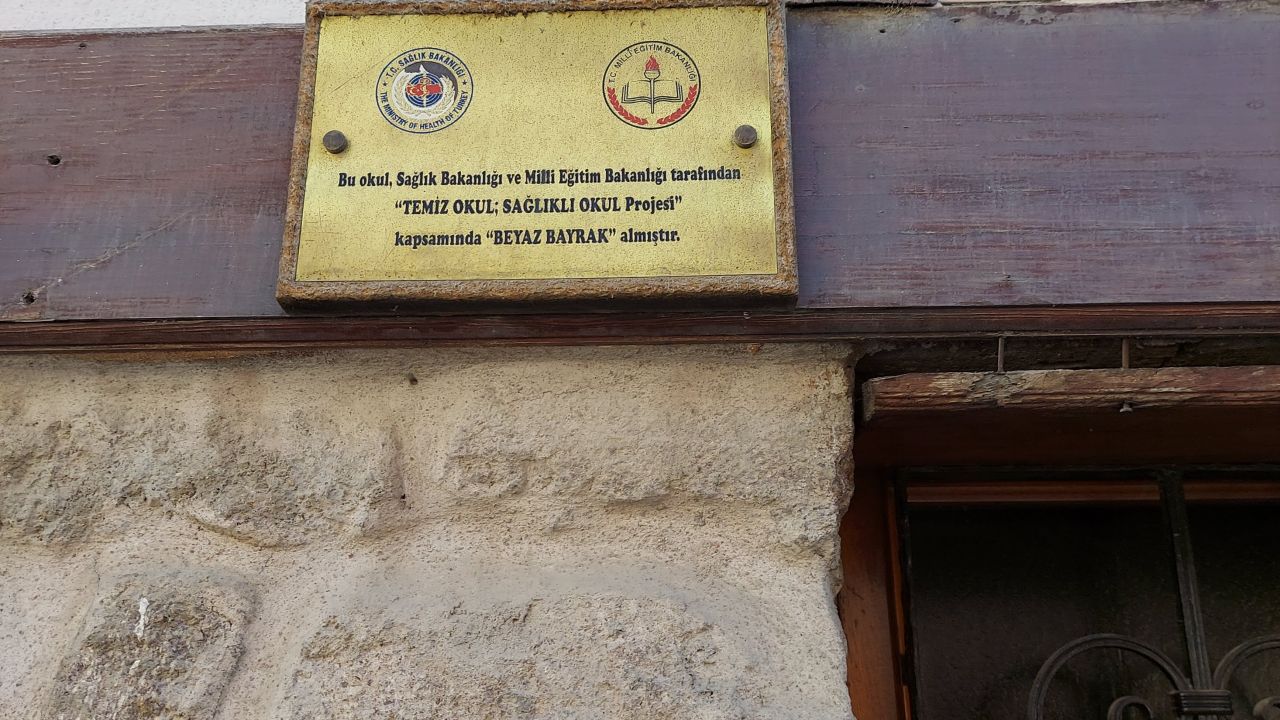 T.C. SAĞLIK BAKANLIĞI
THE MINISTRY OF HEALTH OF TURKEY
T.C. MİLLÎ EĞİTİM BAKANLIĞI
Bu okul, Sağlık Bakanlığı ve Milli Eğitim Bakanlığı tarafından
“TEMİZ OKUL; SAĞLIKLI OKUL Projesi”
kapsamında “BEYAZ BAYRAK” almıştır.